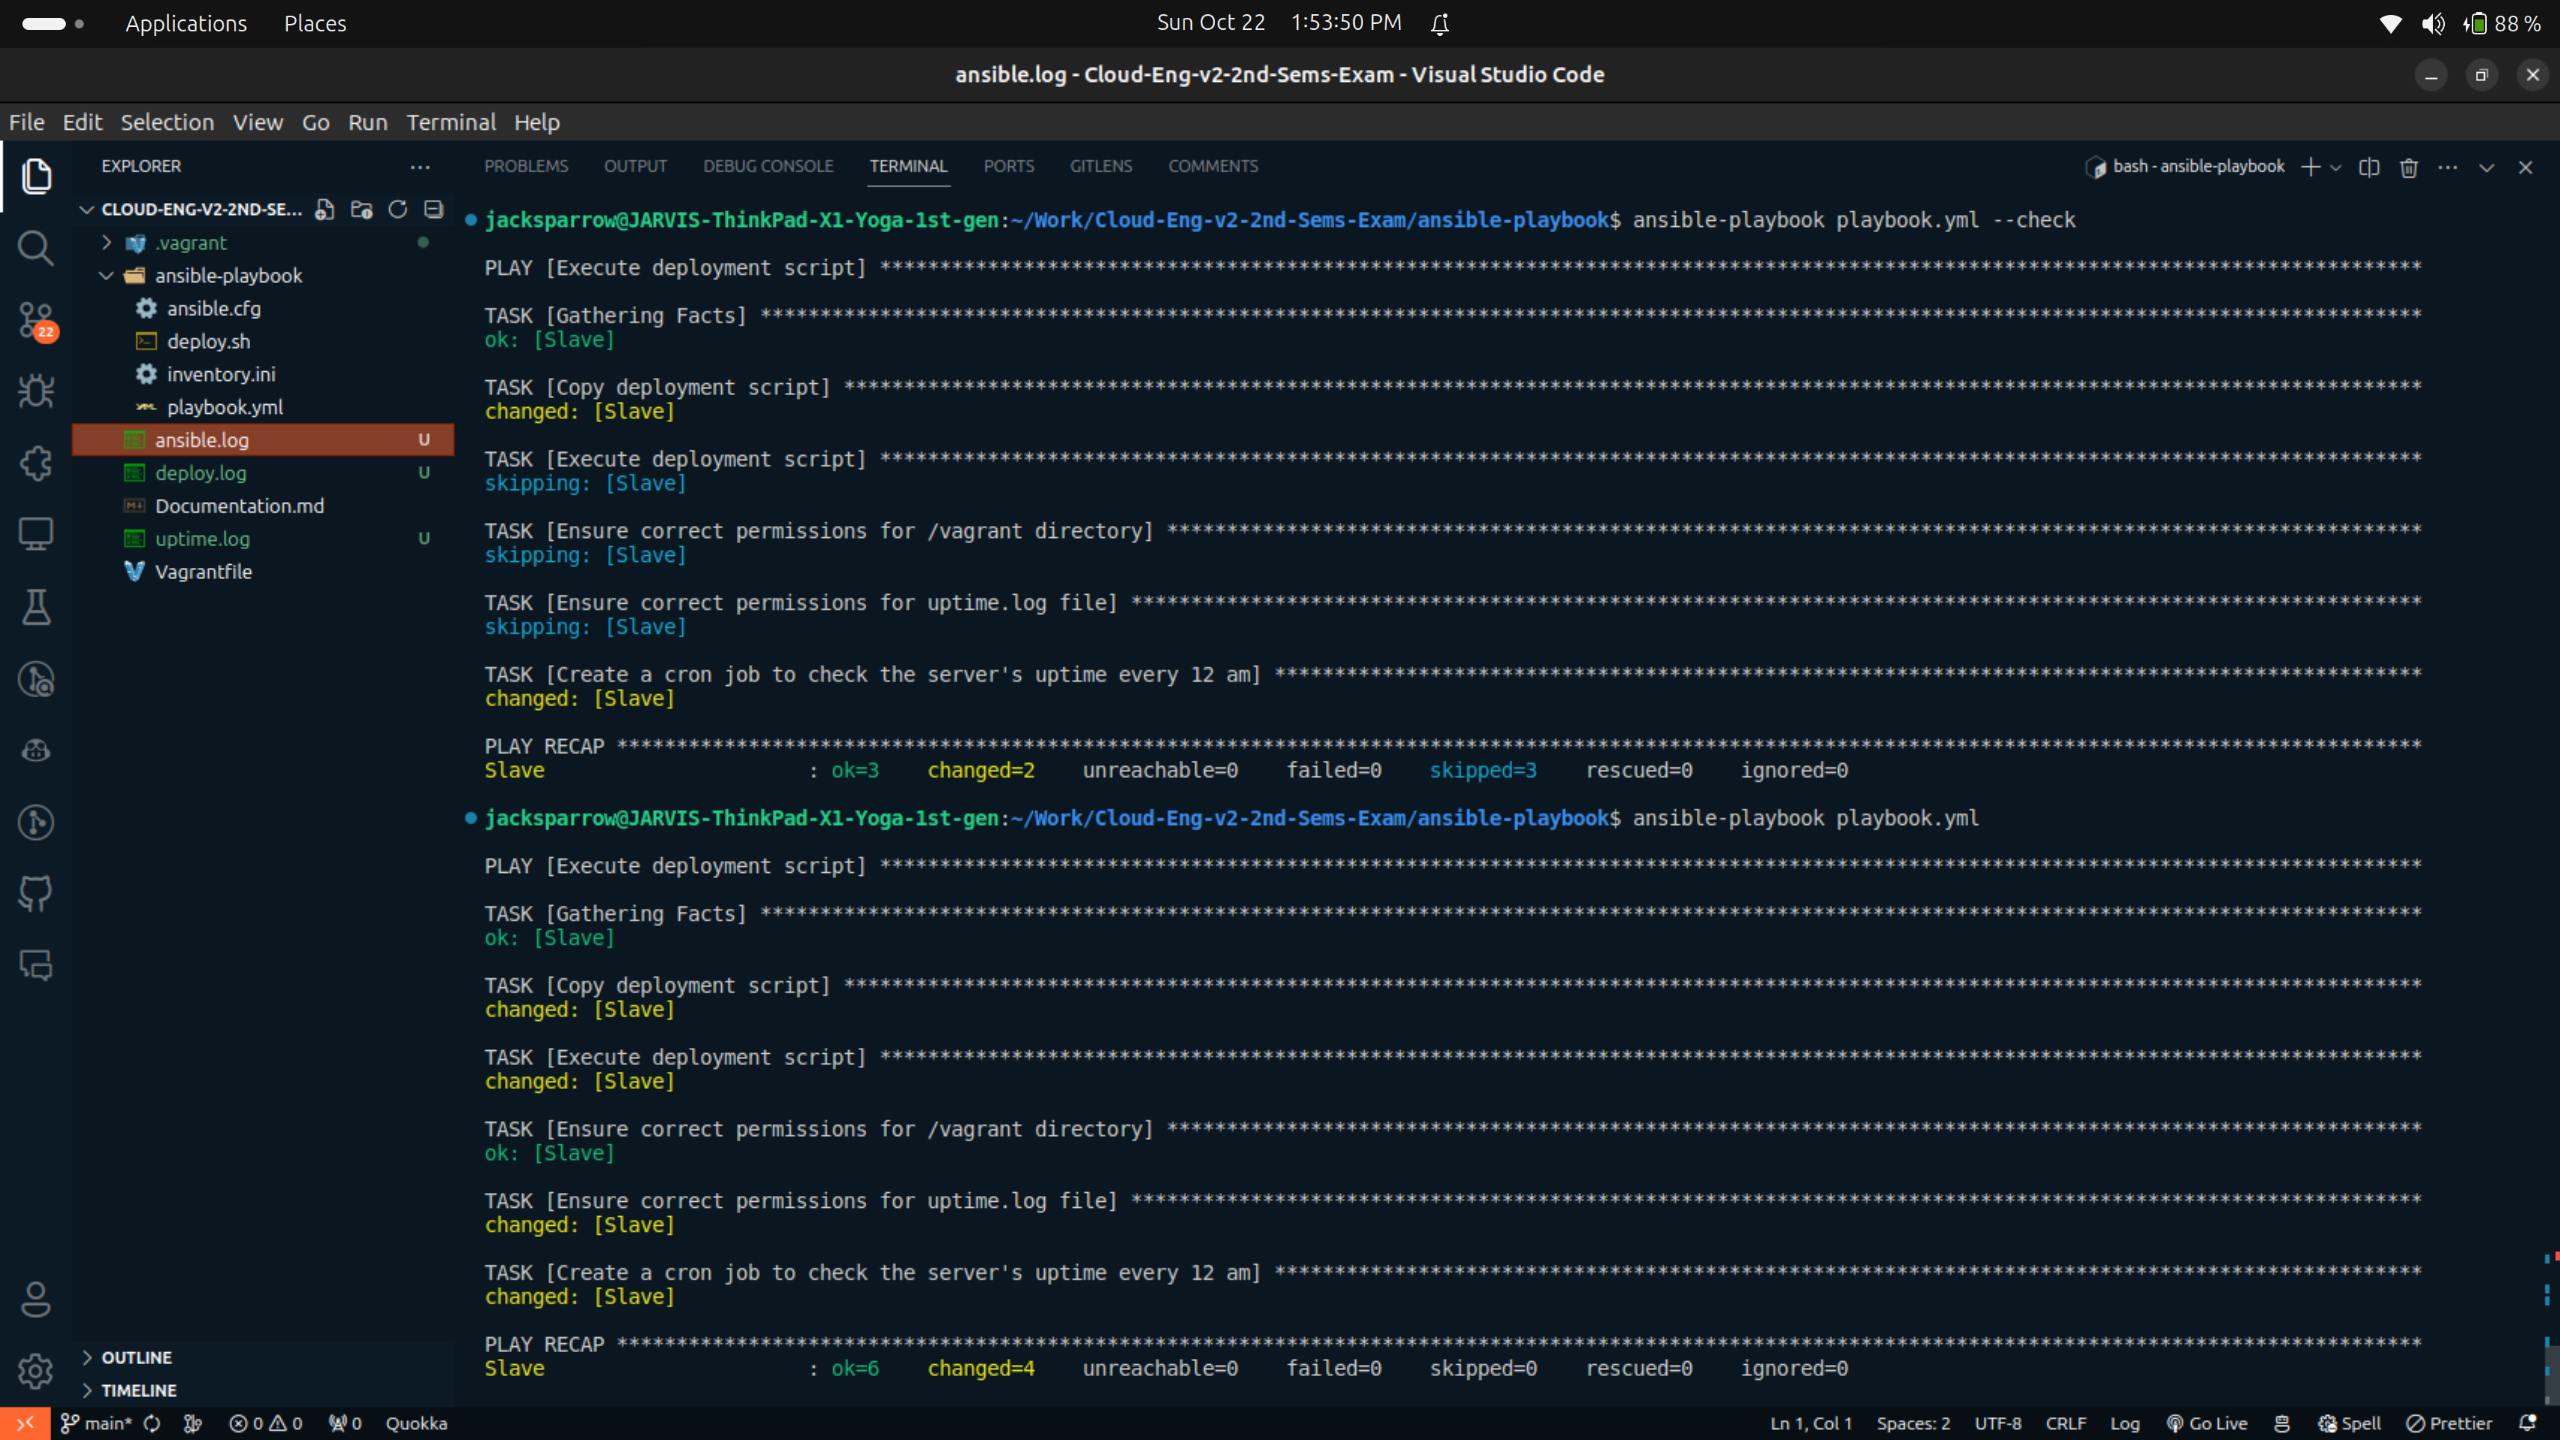 Applications Places Sun Oct 22 1:53:50 PM 88 %
ansible.log - Cloud-Eng-v2-2nd-Sems-Exam - Visual Studio Code
File Edit Selection View Go Run Terminal Help
EXPLORER
CLOUD-ENG-V2-2ND-SE...
.vagrant
ansible-playbook
ansible.cfg
deploy.sh
inventory.ini
playbook.yml
ansible.log U
deploy.log U
Documentation.md
uptime.log U
Vagrantfile
OUTLINE
TIMELINE
22
PROBLEMS OUTPUT DEBUG CONSOLE TERMINAL PORTS GITLENS COMMENTS bash - ansible-playbook
jacksparrow@JARVIS-ThinkPad-X1-Yoga-1st-gen:~/Work/Cloud-Eng-v2-2nd-Sems-Exam/ansible-playbook$ ansible-playbook playbook.yml --check
PLAY [Execute deployment script] *********************************************************************************************************************************
TASK [Gathering Facts] *******************************************************************************************************************************************
ok: [Slave]
TASK [Copy deployment script] ************************************************************************************************************************************
changed: [Slave]
TASK [Execute deployment script] *********************************************************************************************************************************
skipping: [Slave]
TASK [Ensure correct permissions for /vagrant directory] *********************************************************************************************************
skipping: [Slave]
TASK [Ensure correct permissions for uptime.log file] ************************************************************************************************************
skipping: [Slave]
TASK [Create a cron job to check the server's uptime every 12 am] ************************************************************************************************
changed: [Slave]
PLAY RECAP *******************************************************************************************************************************************************
Slave : ok=3 changed=2 unreachable=0 failed=0 skipped=3 rescued=0 ignored=0
jacksparrow@JARVIS-ThinkPad-X1-Yoga-1st-gen:~/Work/Cloud-Eng-v2-2nd-Sems-Exam/ansible-playbook$ ansible-playbook playbook.yml
PLAY [Execute deployment script] *********************************************************************************************************************************
TASK [Gathering Facts] *******************************************************************************************************************************************
ok: [Slave]
TASK [Copy deployment script] ************************************************************************************************************************************
changed: [Slave]
TASK [Execute deployment script] *********************************************************************************************************************************
changed: [Slave]
TASK [Ensure correct permissions for /vagrant directory] *********************************************************************************************************
ok: [Slave]
TASK [Ensure correct permissions for uptime.log file] ************************************************************************************************************
changed: [Slave]
TASK [Create a cron job to check the server's uptime every 12 am] ************************************************************************************************
changed: [Slave]
PLAY RECAP *******************************************************************************************************************************************************
Slave : ok=6 changed=4 unreachable=0 failed=0 skipped=0 rescued=0 ignored=0
main* 0 0 0 Quokka Ln 1, Col 1 Spaces: 2 UTF-8 CRLF Log Go Live Spell Prettier